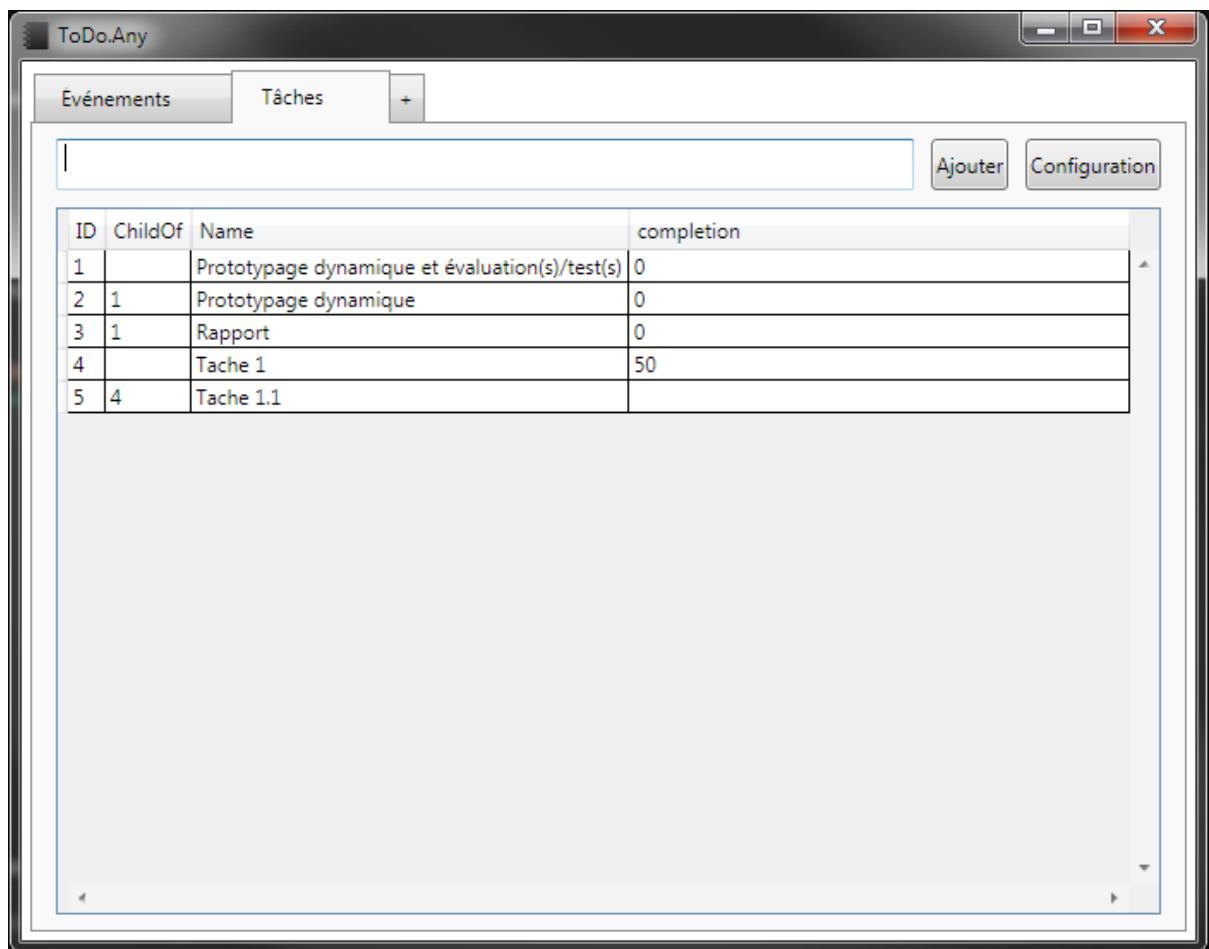 ToDo.Any
Événements Tâches +
Ajouter Configuration
ID ChildOf Name completion
1 Prototypage dynamique et évaluation(s)/test(s) 0
2 1 Prototypage dynamique 0
3 1 Rapport 0
4 Tache 1 50
5 4 Tache 1.1